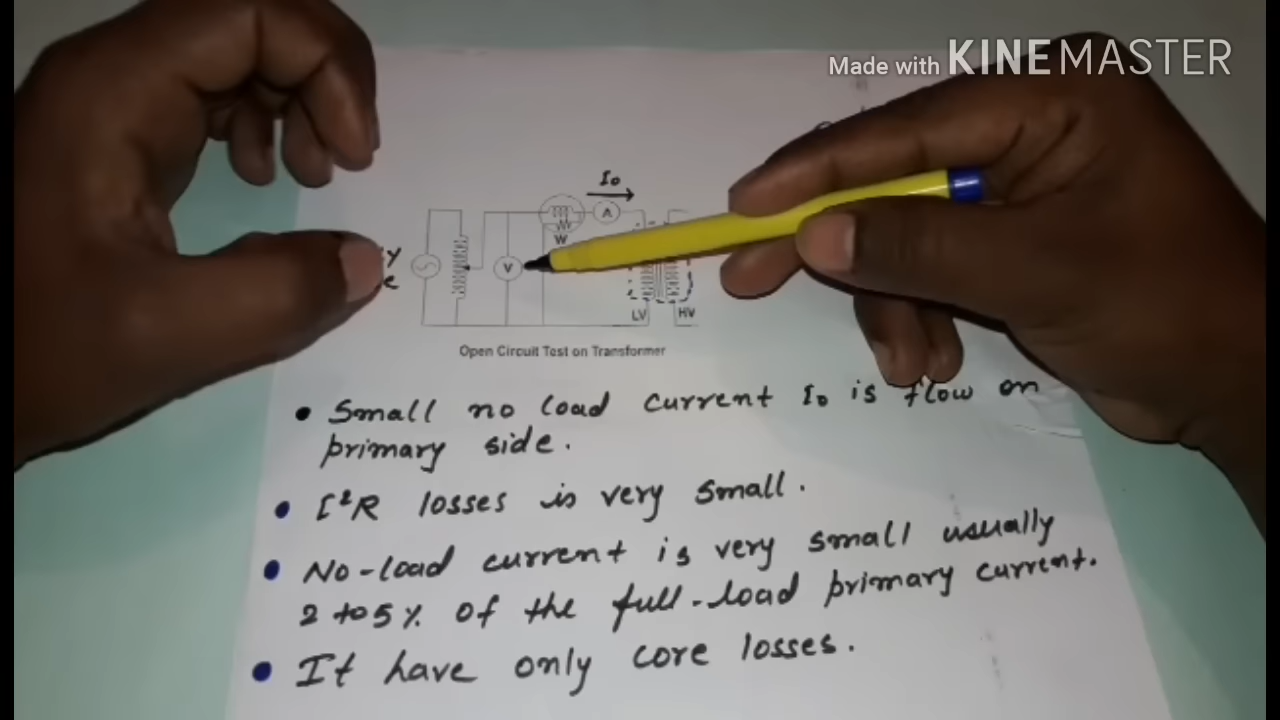 Made with KINEMASTER
I₀
A
W
V
LV HV
Open Circuit Test on Transformer
• Small no load current I₀ is flow on
primary side.
• I²R losses is very small.
• No-load current is very small usually
2 to 5% of the full-load primary current.
• It have only core losses.